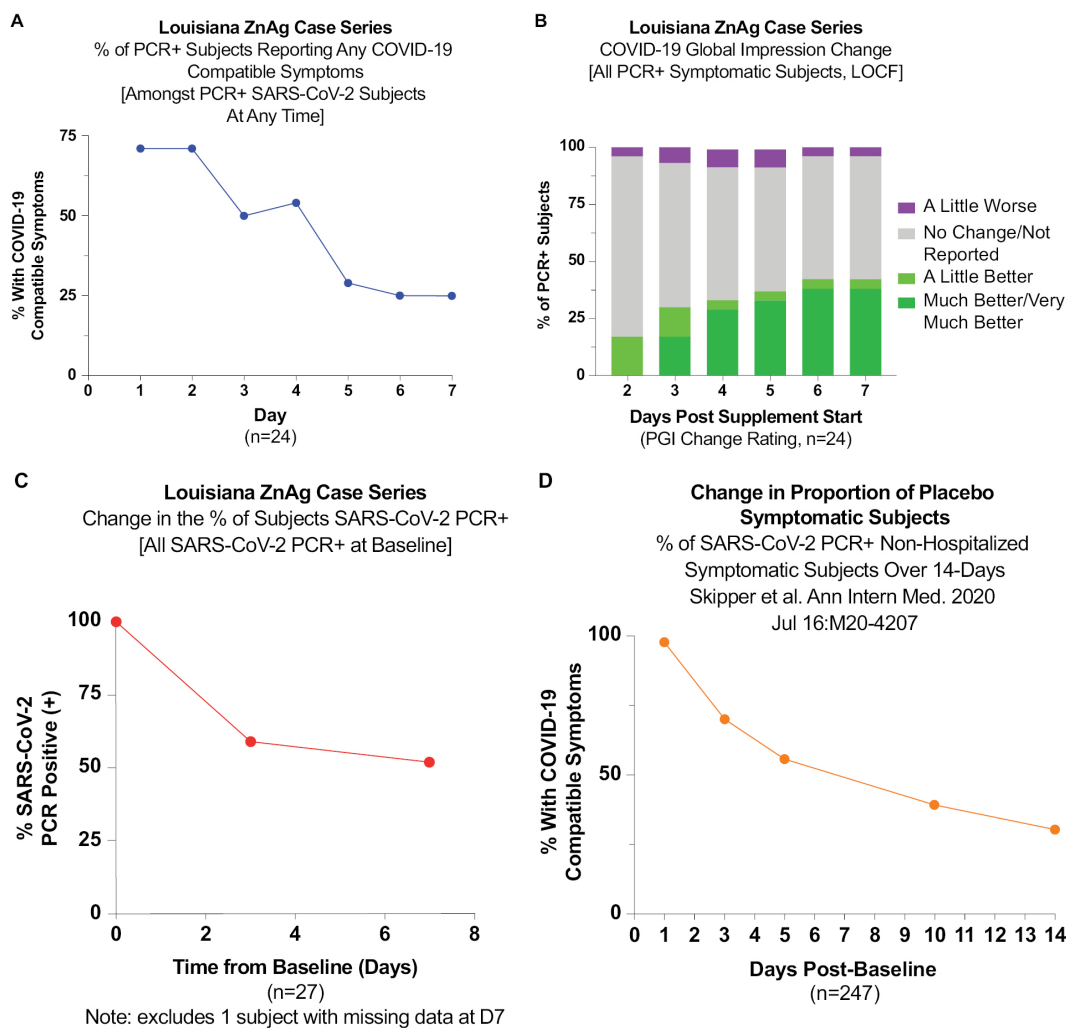 A
Louisiana ZnAg Case Series
% of PCR+ Subjects Reporting Any COVID-19
Compatible Symptoms
[Amongst PCR+ SARS-CoV-2 Subjects
At Any Time]
75
50
25
0
% With COVID-19
Compatible Symptoms
0 1 2 3 4 5 6 7
Day
(n=24)
B
Louisiana ZnAg Case Series
COVID-19 Global Impression Change
[All PCR+ Symptomatic Subjects, LOCF]
100
75
50
25
0
% of PCR+ Subjects
2 3 4 5 6 7
Days Post Supplement Start
(PGI Change Rating, n=24)
A Little Worse
No Change/Not
Reported
A Little Better
Much Better/Very
Much Better
C
Louisiana ZnAg Case Series
Change in the % of Subjects SARS-CoV-2 PCR+
[All SARS-CoV-2 PCR+ at Baseline]
100
75
50
25
0
% SARS-CoV-2
PCR Positive (+)
0 2 4 6 8
Time from Baseline (Days)
(n=27)
Note: excludes 1 subject with missing data at D7
D
Change in Proportion of Placebo
Symptomatic Subjects
% of SARS-CoV-2 PCR+ Non-Hospitalized
Symptomatic Subjects Over 14-Days
Skipper et al. Ann Intern Med. 2020
Jul 16:M20-4207
100
50
0
% With COVID-19
Compatible Symptoms
0 1 2 3 4 5 6 7 8 9 10 11 12 13 14
Days Post-Baseline
(n=247)